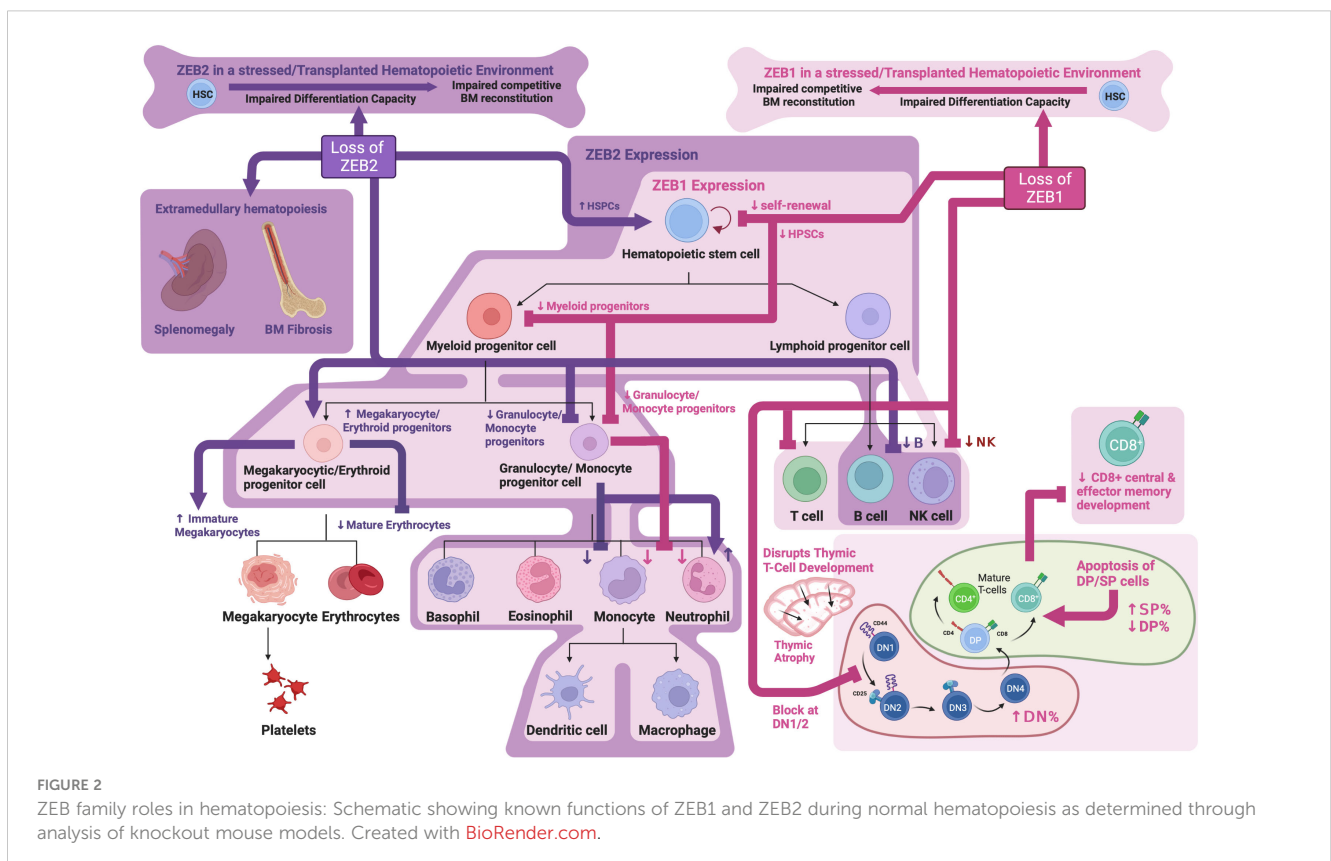 ZEB2 in a stressed/Transplanted Hematopoietic Environment
HSC
Impaired Differentiation Capacity
Impaired competitive
BM reconstitution
ZEB1 in a stressed/Transplanted Hematopoietic Environment
Impaired competitive
BM reconstitution
Impaired Differentiation Capacity
HSC
Loss of
ZEB2
Loss of
ZEB1
ZEB2 Expression
ZEB1 Expression
Extramedullary hematopoiesis
Splenomegaly
BM Fibrosis
↑ HSPCs
↓ self-renewal
↓ HPSCs
Hematopoietic stem cell
↓ Myeloid progenitors
Myeloid progenitor cell
Lymphoid progenitor cell
↑ Megakaryocyte/
Erythroid progenitors
↓ Granulocyte/
Monocyte
progenitors
↓ Granulocyte/
Monocyte progenitors
Megakaryocytic/Erythroid
progenitor cell
Granulocyte/ Monocyte
progenitor cell
↑ Immature
Megakaryocytes
↓ Mature Erythrocytes
Megakaryocyte
Erythrocytes
Platelets
↓
↓
↓
↑
Basophil
Eosinophil
Monocyte
Neutrophil
Dendritic cell
Macrophage
↓ B
↓ NK
T cell
B cell
NK cell
CD8+
↓ CD8+ central &
effector memory
development
Disrupts Thymic
T-Cell Development
Thymic
Atrophy
Block at
DN1/2
Mature
T-cells
CD4+
CD8+
CD4
DP
CD8
Apoptosis of
DP/SP cells
↑ SP%
↓ DP%
CD44
DN1
CD25
DN2
DN3
DN4
↑ DN%
FIGURE 2
ZEB family roles in hematopoiesis: Schematic showing known functions of ZEB1 and ZEB2 during normal hematopoiesis as determined through
analysis of knockout mouse models. Created with BioRender.com.